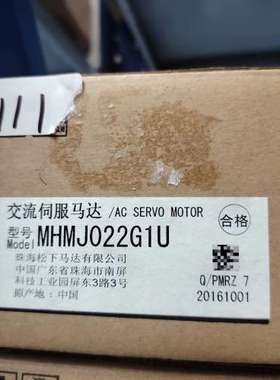 111
交流伺服马达 /AC SERVO MOTOR
合格
型号
Model MHMJ022G1U
珠海松下马达有限公司
中国广东省珠海市南屏
科技工业园屏东3路3号
原产地:中国
Q/PMRZ 7
20161001